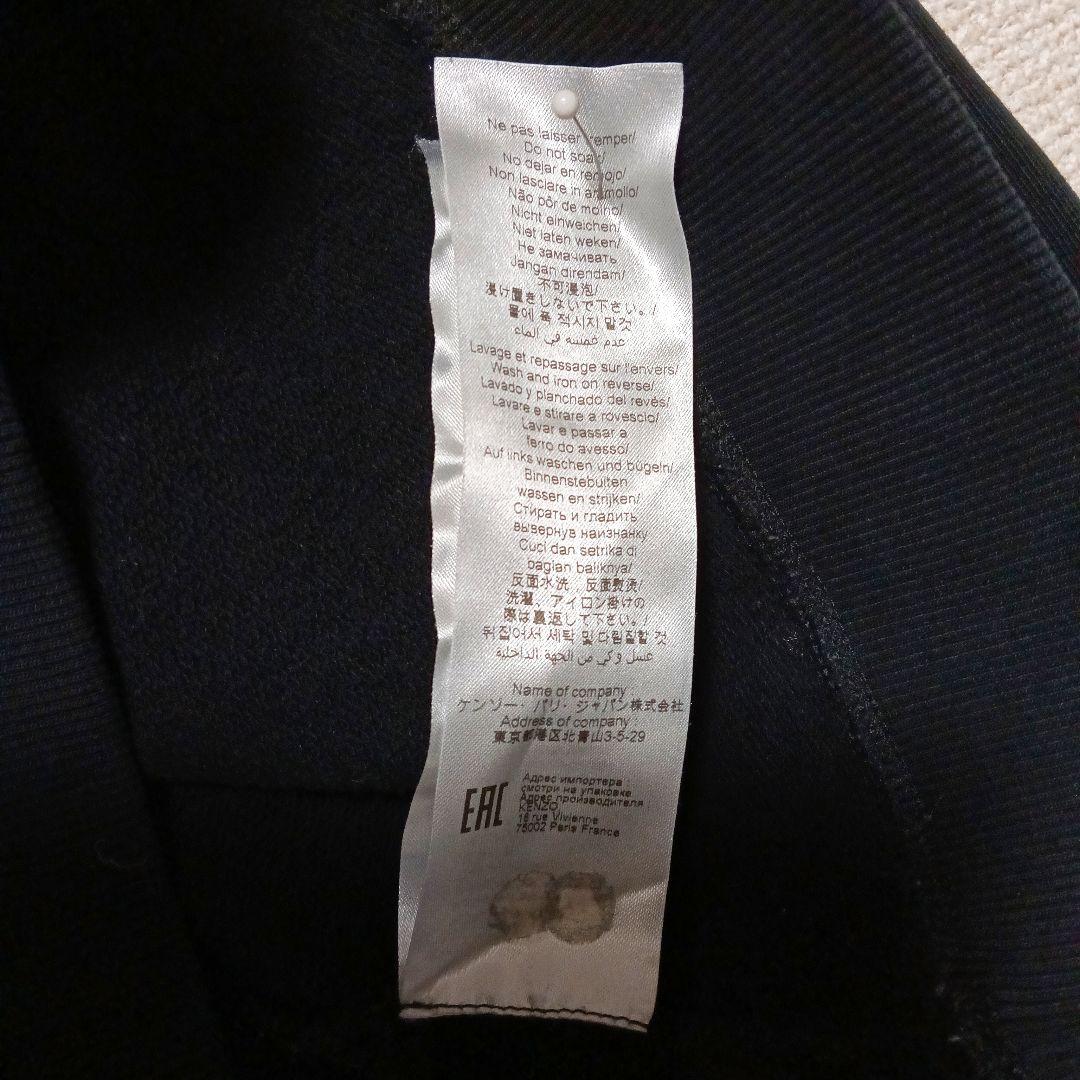 Ne pas laisser tremper/
Do not soak/
No dejar en remojo/
Non lasciare in ammollo/
Não pôr de molho/
Nicht einweichen/
Niet laten weken/
Не замачивать
Jangan direndam/
不可浸泡/
浸け置きしないで下さい。/
물에 푹 적시지 말것
عدم غمسه في الماء
Lavage et repassage sur l'envers/
Wash and iron on reverse/
Lavado y planchado del revés/
Lavare e stirare a rovescio/
Lavar e passar a
ferro do avesso/
Auf links waschen und bügeln/
Binnenstebuiten
wassen en strijken/
Стирать и гладить
вывернув наизнанку
Cuci dan setrika di
bagian baliknya/
反面水洗 反面熨烫/
洗濯、アイロン掛けの
際は裏返して下さい。/
뒤집어서 세탁 및 다림질할 것
غسل وكي من الجهة الداخلية
Name of company :
ケンゾー・パリ・ジャパン株式会社
Address of company :
東京都港区北青山3-5-29
EAC
Адрес импортера :
смотри на упаковке
Адрес производителя
KENZO
18 rue Vivienne
75002 Paris France